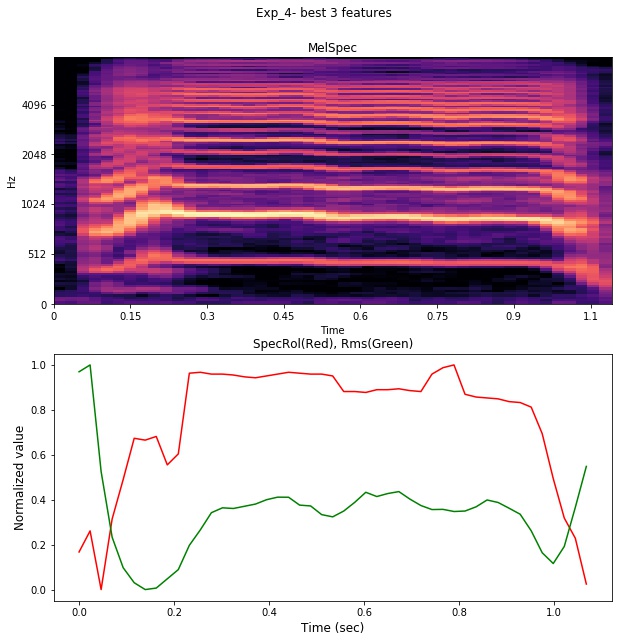 Exp_4- best 3 features
MelSpec
4096
2048
1024
512
0
Hz
0 0.15 0.3 0.45 0.6 0.75 0.9 1.1
Time
SpecRol(Red), Rms(Green)
1.0
0.8
0.6
0.4
0.2
0.0
Normalized value
0.0 0.2 0.4 0.6 0.8 1.0
Time (sec)